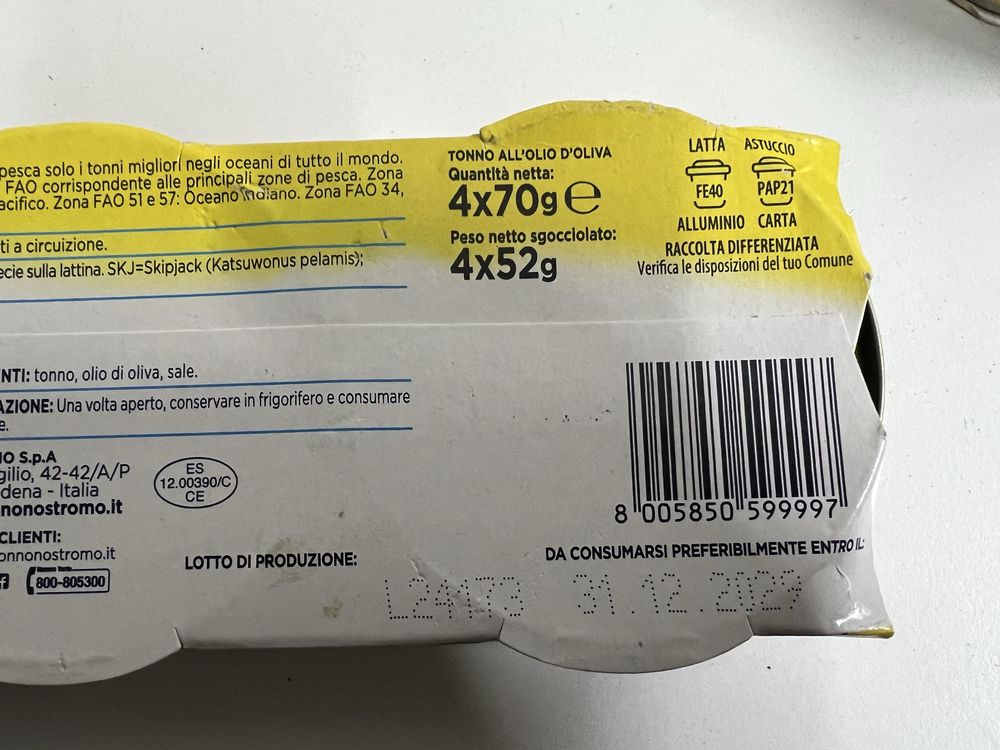 pesca solo i tonni migliori negli oceani di tutto il mondo.
FAO corrispondente alle principali zone di pesca. Zona
acifico. Zona FAO 51 e 57: Oceano Indiano. Zona FAO 34,
ti a circuizione.
ecie sulla lattina. SKJ=Skipjack (Katsuwonus pelamis);
NTI: tonno, olio di oliva, sale.
AZIONE: Una volta aperto, conservare in frigorifero e consumare
e.
IO S.p.A
gilio, 42-42/A/P
dena - Italia
nonostromo.it
CLIENTI:
onnonostromo.it
800-805300
ES
12.00390/C
CE
TONNO ALL'OLIO D'OLIVA
Quantità netta:
4x70g e
Peso netto sgocciolato:
4x52g
LATTA ASTUCCIO
FE40 PAP21
ALLUMINIO CARTA
RACCOLTA DIFFERENZIATA
Verifica le disposizioni del tuo Comune
8 005850 599997
LOTTO DI PRODUZIONE:
L24173
DA CONSUMARSI PREFERIBILMENTE ENTRO IL:
31.12.2029